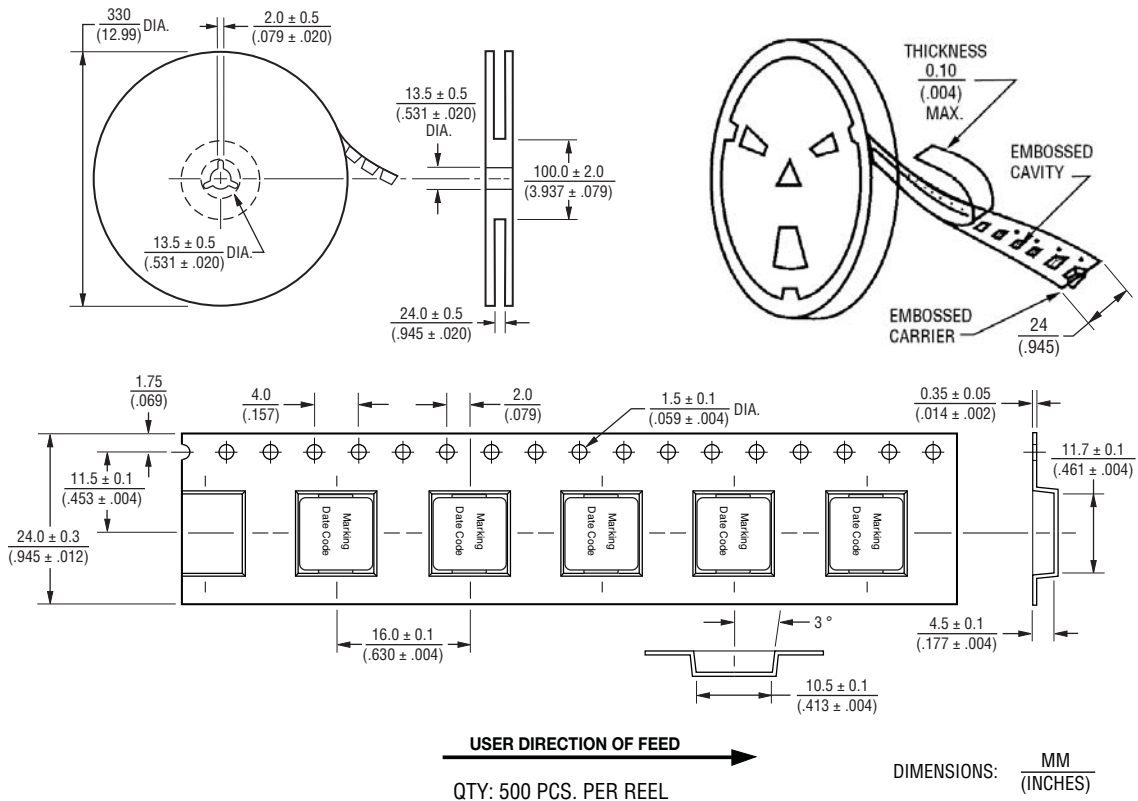 330
(12.99)
DIA.
2.0 ± 0.5
(.079 ± .020)
13.5 ± 0.5
(.531 ± .020)
DIA.
100.0 ± 2.0
(3.937 ± .079)
13.5 ± 0.5
(.531 ± .020)
DIA.
24.0 ± 0.5
(.945 ± .020)
THICKNESS
0.10
(.004)
MAX.
EMBOSSED
CAVITY
EMBOSSED
CARRIER
24
(.945)
1.75
(.069)
4.0
(.157)
2.0
(.079)
1.5 ± 0.1
(.059 ± .004)
DIA.
0.35 ± 0.05
(.014 ± .002)
11.5 ± 0.1
(.453 ± .004)
11.7 ± 0.1
(.461 ± .004)
24.0 ± 0.3
(.945 ± .012)
Marking
Date Code
Marking
Date Code
Marking
Date Code
Marking
Date Code
Marking
Date Code
16.0 ± 0.1
(.630 ± .004)
3 °
4.5 ± 0.1
(.177 ± .004)
10.5 ± 0.1
(.413 ± .004)
USER DIRECTION OF FEED
QTY: 500 PCS. PER REEL
DIMENSIONS:
MM
(INCHES)